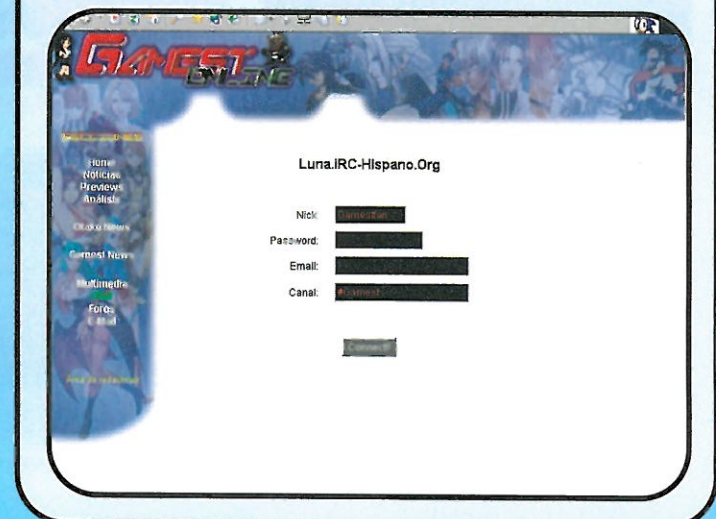 GAMEST
ONLINE
Home
Noticias
Previews
Análisis
Otaku News
Gamest News
Multimedia
Foros
E-Mail
Luna.IRC-Hispano.Org
Nick:
Gamestfan
Password:
Email:
Canal:
#Gamest
Connect!